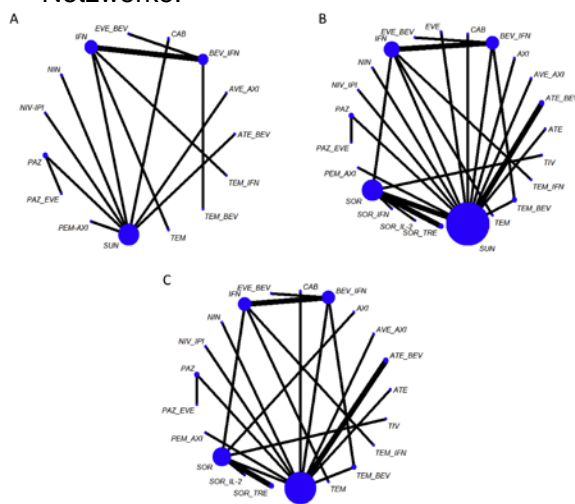 Netzwerke.
A
EVE_BEV
CAB
IFN
BEV_IFN
NIN
AVE_AXI
NIV-IPI
ATE_BEV
PAZ
PAZ_EVE
TEM_IFN
PEM-AXI
TEM_BEV
SUN
TEM
B
EVE
CAB
EVE_BEV
IFN
BEV_IFN
NIN
AXI
AVE_AXI
NIV_IPI
ATE_BEV
PAZ
ATE
PAZ_EVE
TIV
PEM_AXI
TEM_IFN
SOR
TEM_BEV
SOR_IFN
SOR_IL-2
SOR_TRE
TEM
SUN
C
EVE_BEV
CAB
IFN
BEV_IFN
NIN
AXI
NIV_IPI
AVE_AXI
PAZ
ATE_BEV
PAZ_EVE
ATE
TIV
PEM_AXI
TEM_IFN
SOR
TEM_BEV
SOR_IL-2
SOR_TRE
TEM